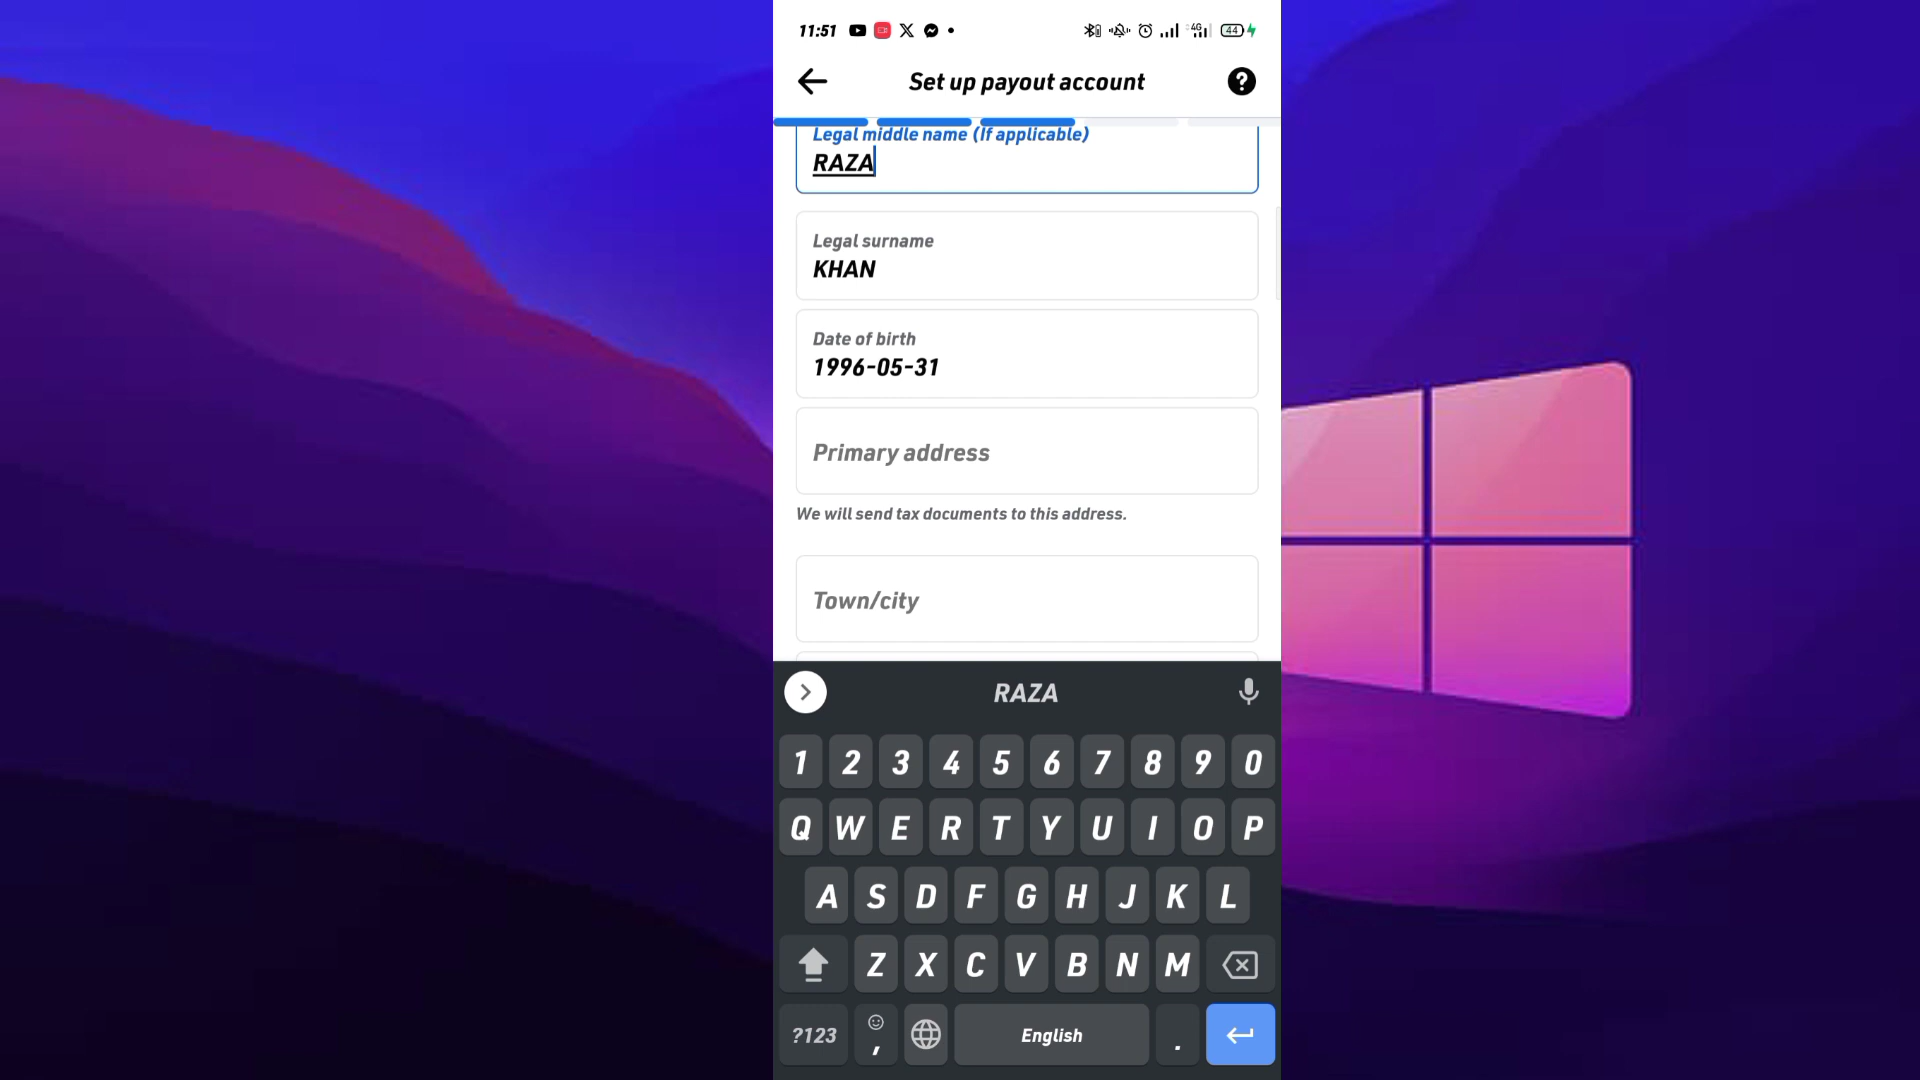 11:51
4G
44
Set up payout account
Legal middle name (If applicable)
RAZA
Legal surname
KHAN
Date of birth
1996-05-31
Primary address
We will send tax documents to this address.
Town/city
RAZA
1 2 3 4 5 6 7 8 9 0
Q W E R T Y U I O P
A S D F G H J K L
Z X C V B N M
?123 , English .